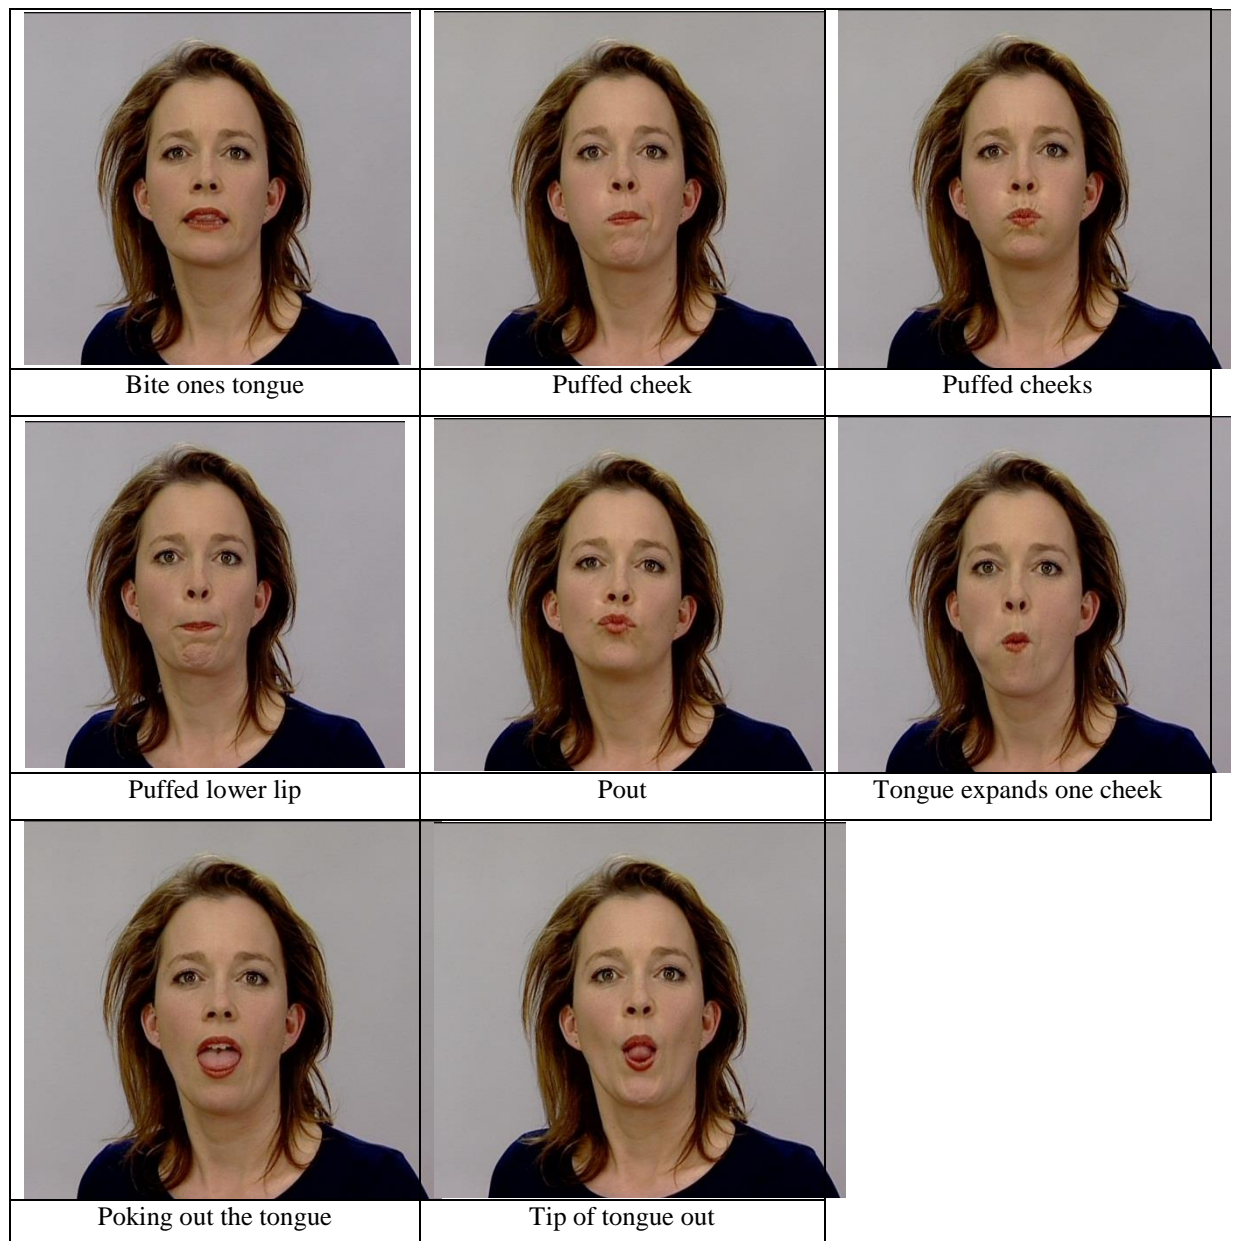 Bite ones tongue
Puffed cheek
Puffed cheeks
Puffed lower lip
Pout
Tongue expands one cheek
Poking out the tongue
Tip of tongue out